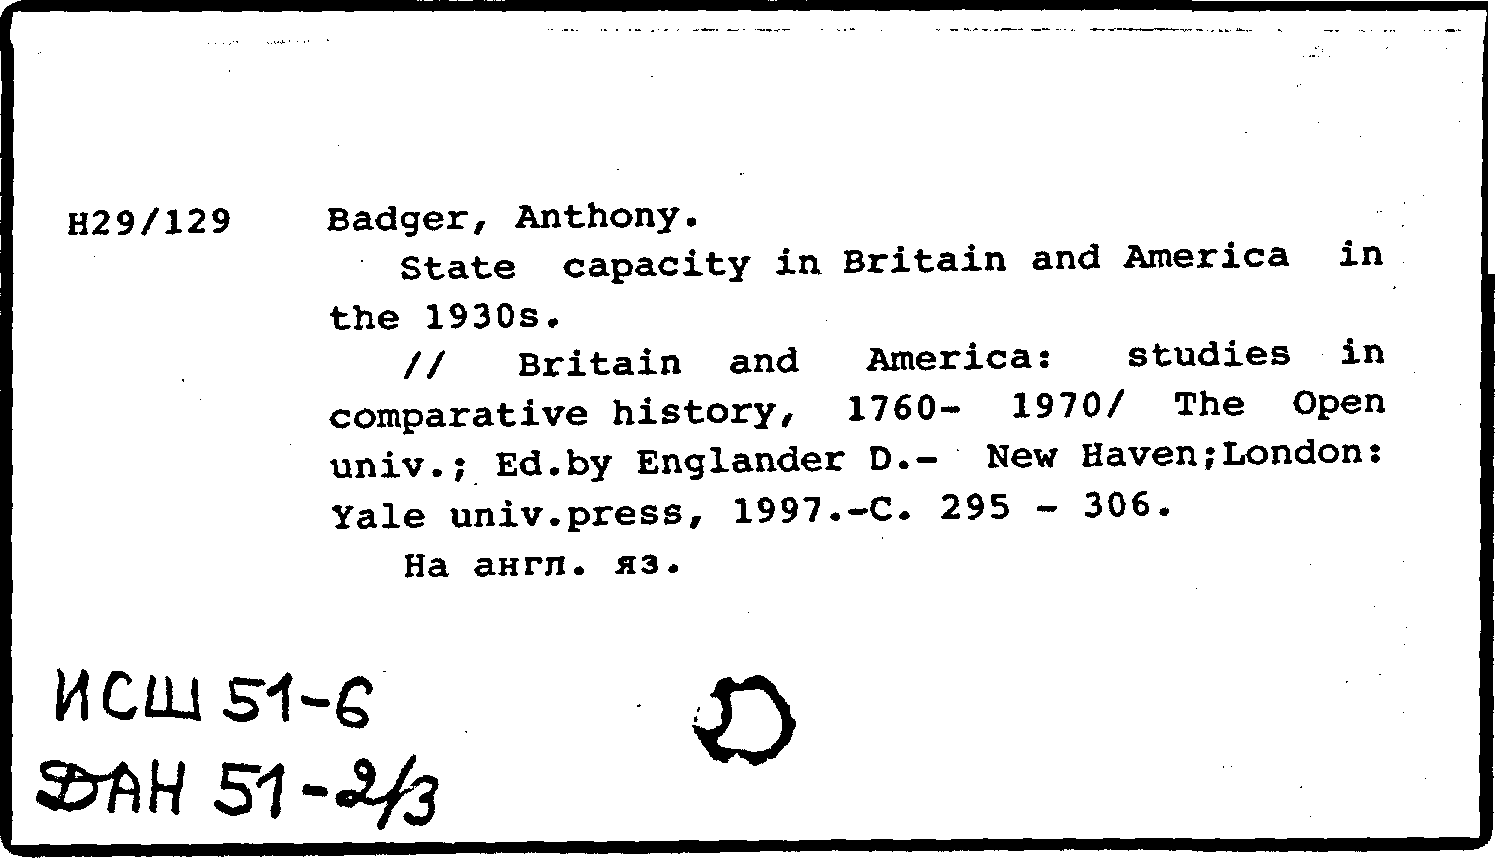 H29/129 Badger, Anthony.
State capacity in Britain and America in
the 1930s.
// Britain and America: studies in
comparative history, 1760- 1970/ The Open
univ.; Ed.by Englander D.- New Haven;London:
Yale univ.press, 1997.-С. 295 - 306.
На англ. яз.
ИСШ 51-6
ДАН 51-2/3